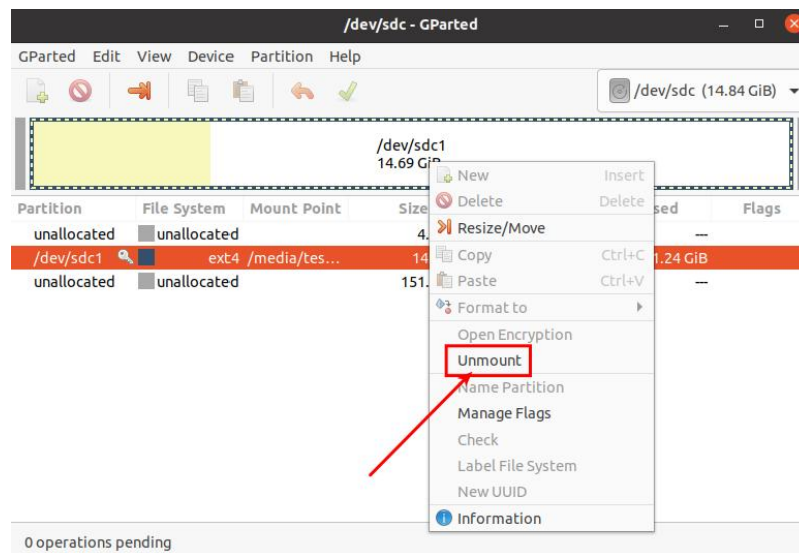 /dev/sdc - GParted
GParted Edit View Device Partition Help
/dev/sdc (14.84 GiB)
/dev/sdc1
14.69 GiB
Partition File System Mount Point Size Flags
unallocated unallocated 4. ---
/dev/sdc1 ext4 /media/tes... 14 1.24 GiB
unallocated unallocated 151. ---
New Insert
Delete Delete
Resize/Move
Copy Ctrl+C
Paste Ctrl+V
Format to
Open Encryption
Unmount
Name Partition
Manage Flags
Check
Label File System
New UUID
Information
0 operations pending